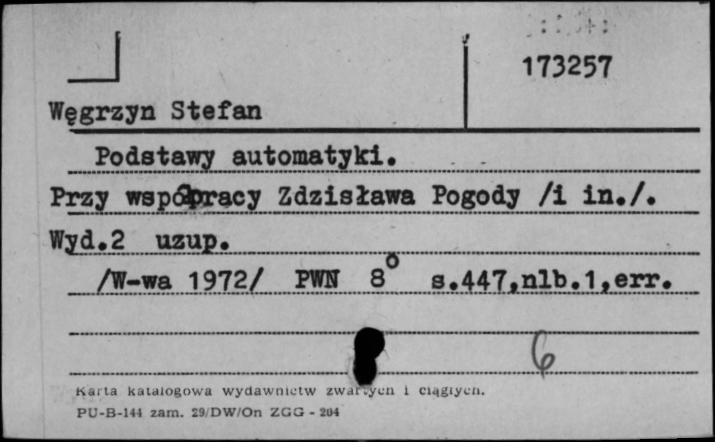 173257
Węgrzyn Stefan
Podstawy automatyki.
Przy współpracy Zdzisława Pogody /i in./.
Wyd.2 uzup.
/W-wa 1972/ PWN 8° s.447,nlb.1,err.
6
Karta katalogowa wydawnictw zwartych i ciągłych.
PU-B-144 zam. 29/DW/On ZGG - 204